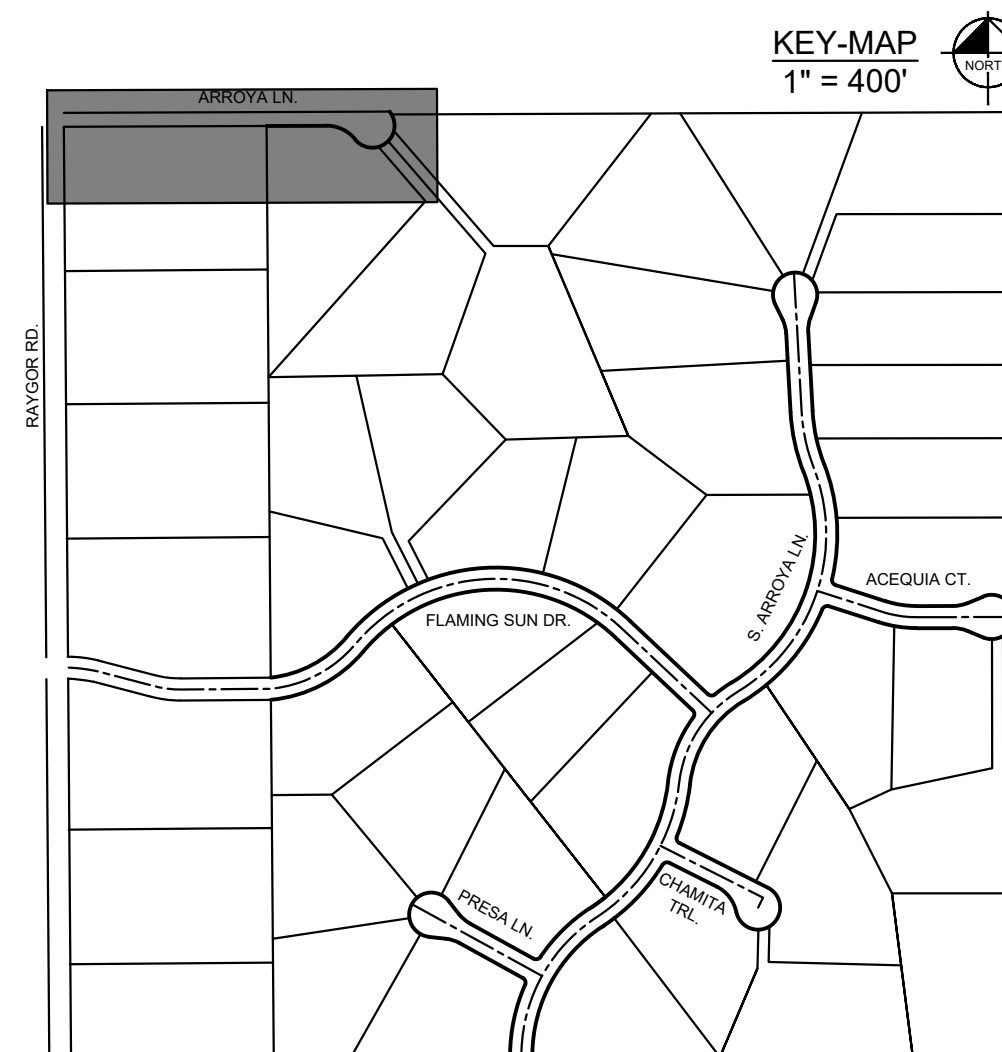 KEY-MAP
1" = 400'
NORT
ARROYA LN.
RAYGOR RD.
S. ARROYA LN.
ACEQUIA CT.
FLAMING SUN DR.
CHAMITA
TRL.
PRESA LN.